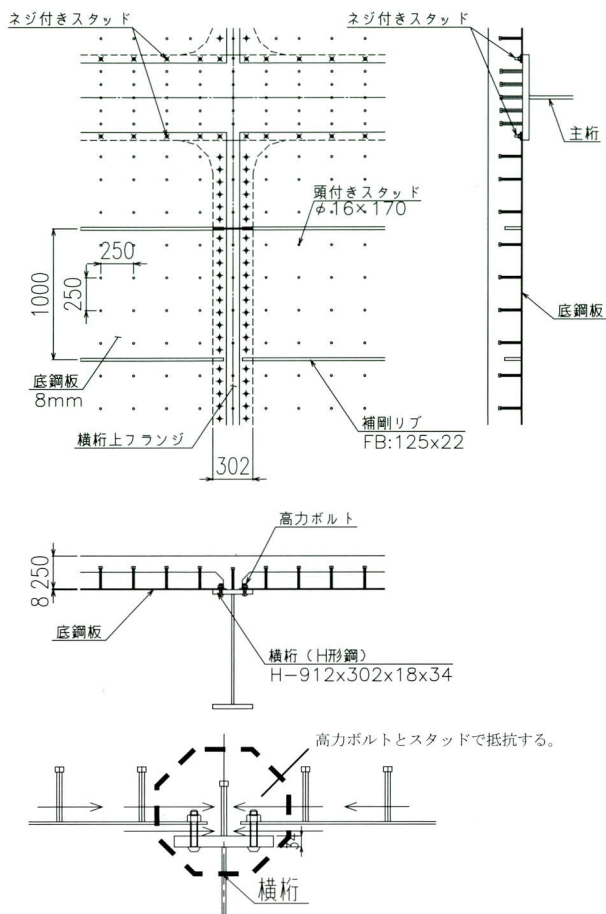 ネジ付きスタッド
ネジ付きスタッド
主桁
頭付きスタッド
φ16×170
250
1000
250
底鋼板
底鋼板
8mm
補剛リブ
FB:125x22
横桁上フランジ
302
高力ボルト
250
8
底鋼板
横桁(H形鋼)
H-912x302x18x34
高力ボルトとスタッドで抵抗する。
34
横桁